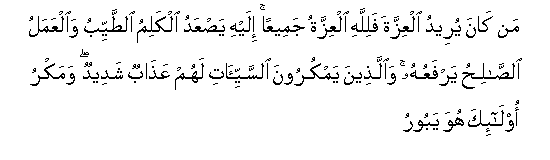 مَن كَانَ يُرِيدُ ٱلْعِزَّةَ فَلِلَّهِ ٱلْعِزَّةُ جَمِيعًا ۚ إِلَيْهِ يَصْعَدُ ٱلْكَلِمُ ٱلطَّيِّبُ وَٱلْعَمَلُ
ٱلصَّـٰلِحُ يَرْفَعُهُۥ ۚ وَٱلَّذِينَ يَمْكُرُونَ ٱلسَّيِّـَٔاتِ لَهُمْ عَذَابٌ شَدِيدٌ ۖ وَمَكْرُ
أُو۟لَـٰٓئِكَ هُوَ يَبُورُ